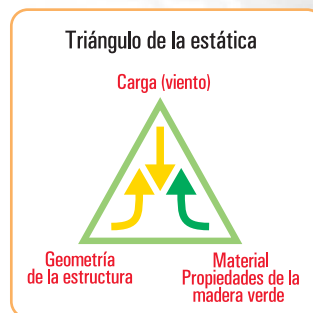 Triángulo de la estática
Carga (viento)
Geometría
de la estructura
Material
Propiedades de la
madera verde